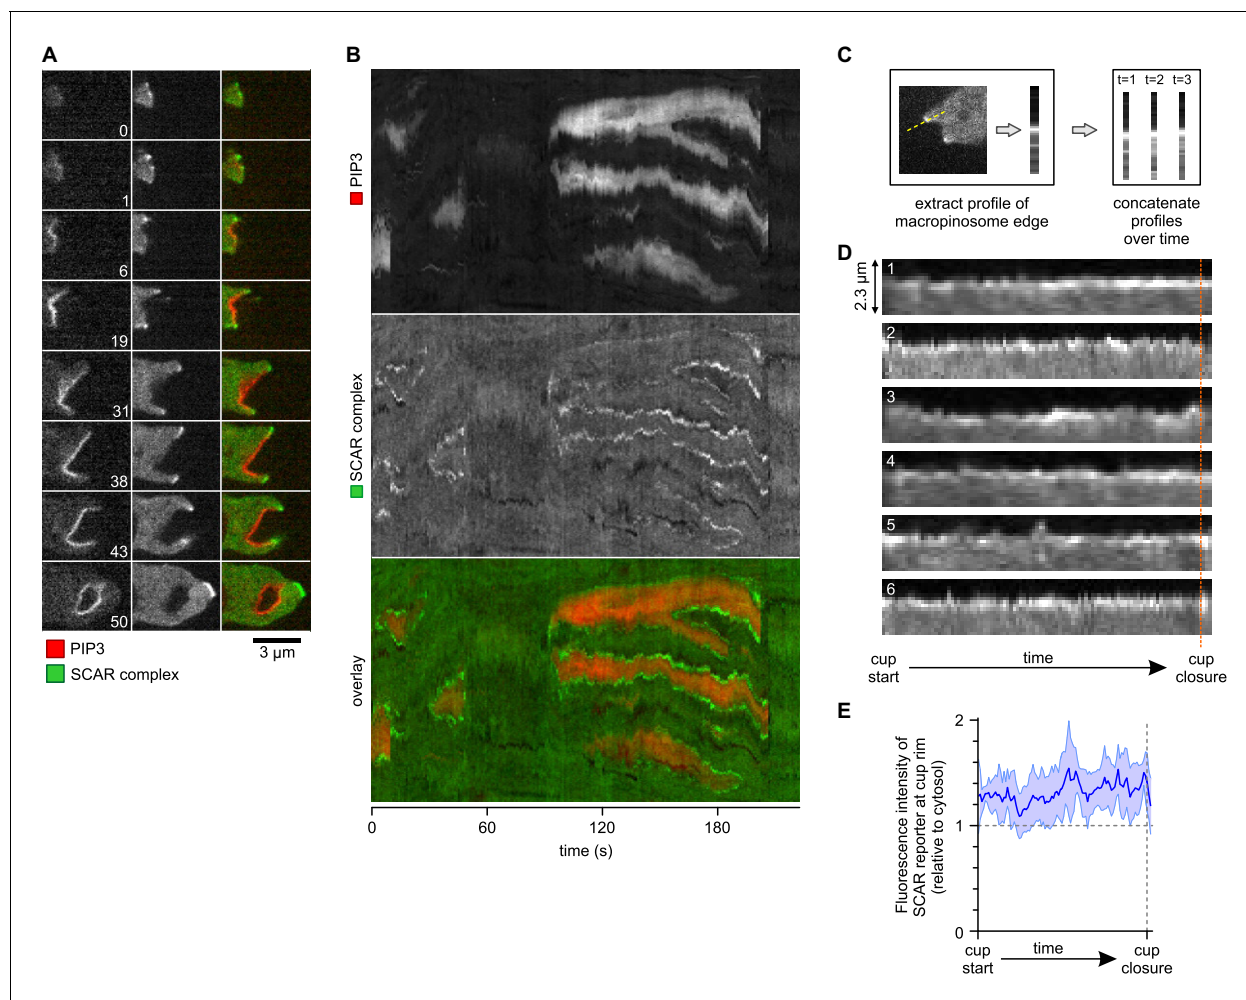 A
0
1
6
19
31
38
43
50
PIP3
SCAR complex
3 µm
B
PIP3
SCAR complex
overlay
0 60 120 180
time (s)
C
t=1 t=2 t=3
extract profile of
macropinosome edge
concatenate
profiles
over time
D
2.3 µm
1
2
3
4
5
6
cup
start
time
cup
closure
E
Fluorescence intensity of
SCAR reporter at cup rim
(relative to cytosol)
2
1
0
cup
start
time
cup
closure